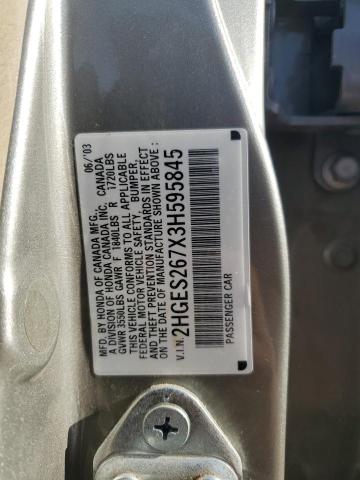 MFD. BY HONDA OF CANADA MFG. 06/'03
A DIVISION OF HONDA CANADA INC. CANADA
GVWR 3550LBS GAWR F 1840LBS R 1720LBS
THIS VEHICLE CONFORMS TO ALL APPLICABLE
FEDERAL MOTOR VEHICLE SAFETY, BUMPER,
AND THEFT PREVENTION STANDARDS IN EFFECT
ON THE DATE OF MANUFACTURE SHOWN ABOVE.
V.I.N.: 2HGES267X3H595845
PASSENGER CAR